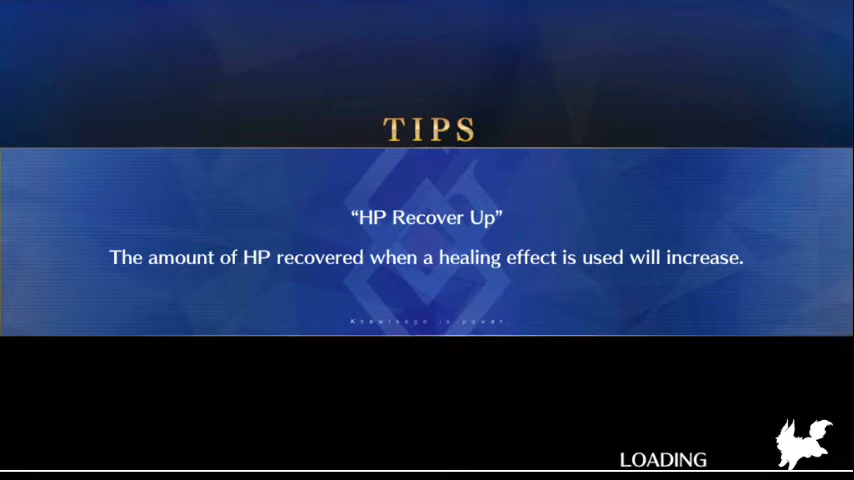 TIPS
“HP Recover Up”
The amount of HP recovered when a healing effect is used will increase.
Knowledge is power.
LOADING